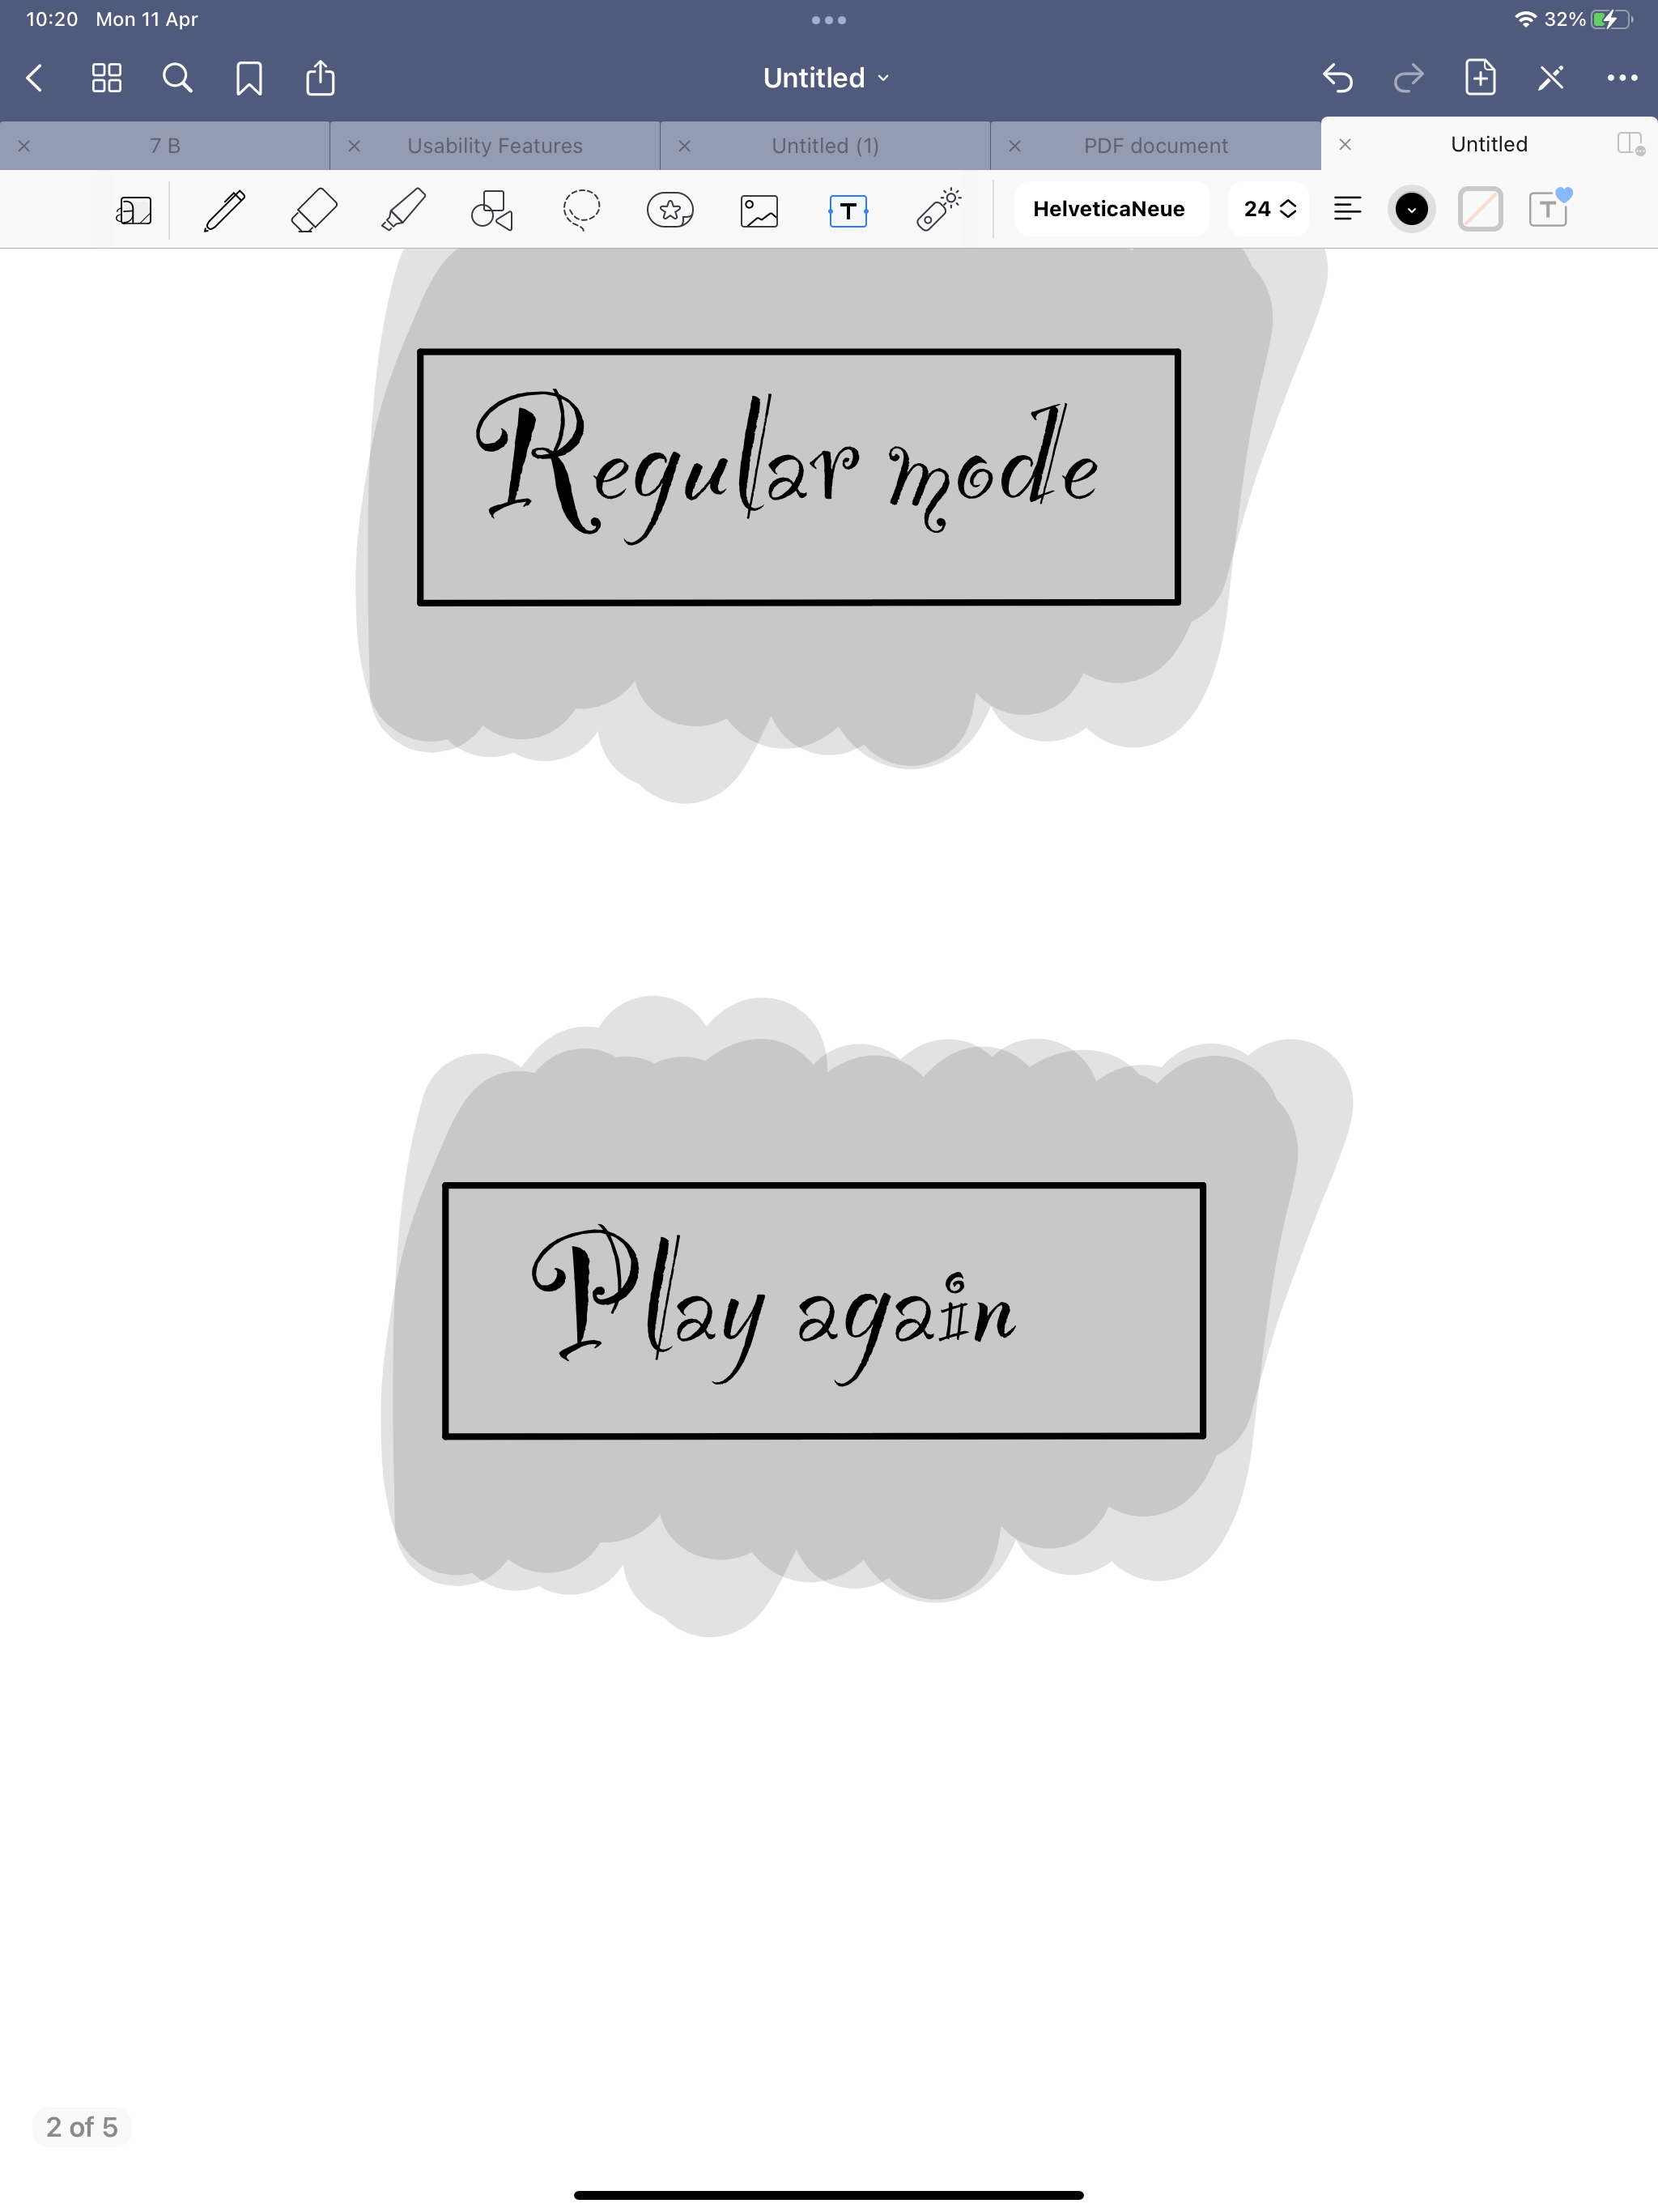 10:20 Mon 11 Apr 32%
Untitled
7 B Usability Features Untitled (1) PDF document Untitled
T HelveticaNeue 24 T
Regular mode
Play again
2 of 5